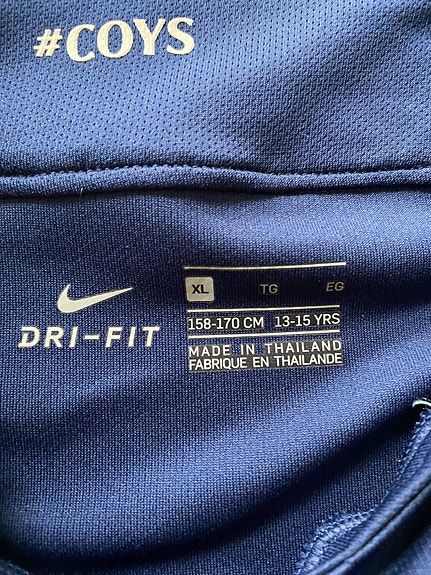 #COYS
XL TG EG
DRI-FIT
158-170 CM 13-15 YRS
MADE IN THAILAND
FABRIQUE EN THAILANDE